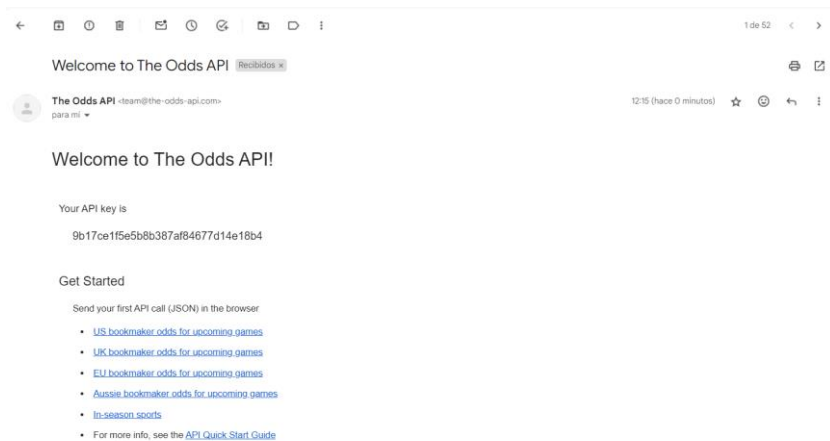 1 de 52
Welcome to The Odds API Recibidos x
The Odds API <team@the-odds-api.com> 12:15 (hace 0 minutos)
para mí
Welcome to The Odds API!
Your API key is
9b17ce1f5e5b8b387af84677d14e18b4
Get Started
Send your first API call (JSON) in the browser
• US bookmaker odds for upcoming games
• UK bookmaker odds for upcoming games
• EU bookmaker odds for upcoming games
• Aussie bookmaker odds for upcoming games
• In-season sports
• For more info, see the API Quick Start Guide